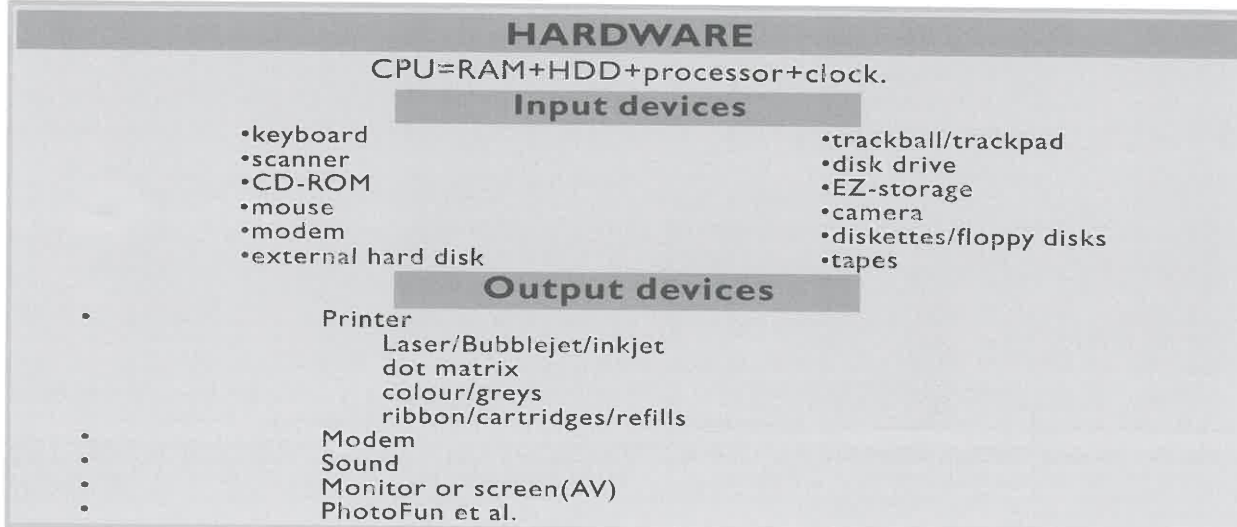 HARDWARE
CPU=RAM+HDD+processor+clock.
Input devices
•keyboard
•scanner
•CD-ROM
•mouse
•modem
•external hard disk
•trackball/trackpad
•disk drive
•EZ-storage
•camera
•diskettes/floppy disks
•tapes
Output devices
• Printer
Laser/Bubblejet/inkjet
dot matrix
colour/greys
ribbon/cartridges/refills
• Modem
• Sound
• Monitor or screen(AV)
• PhotoFun et al.